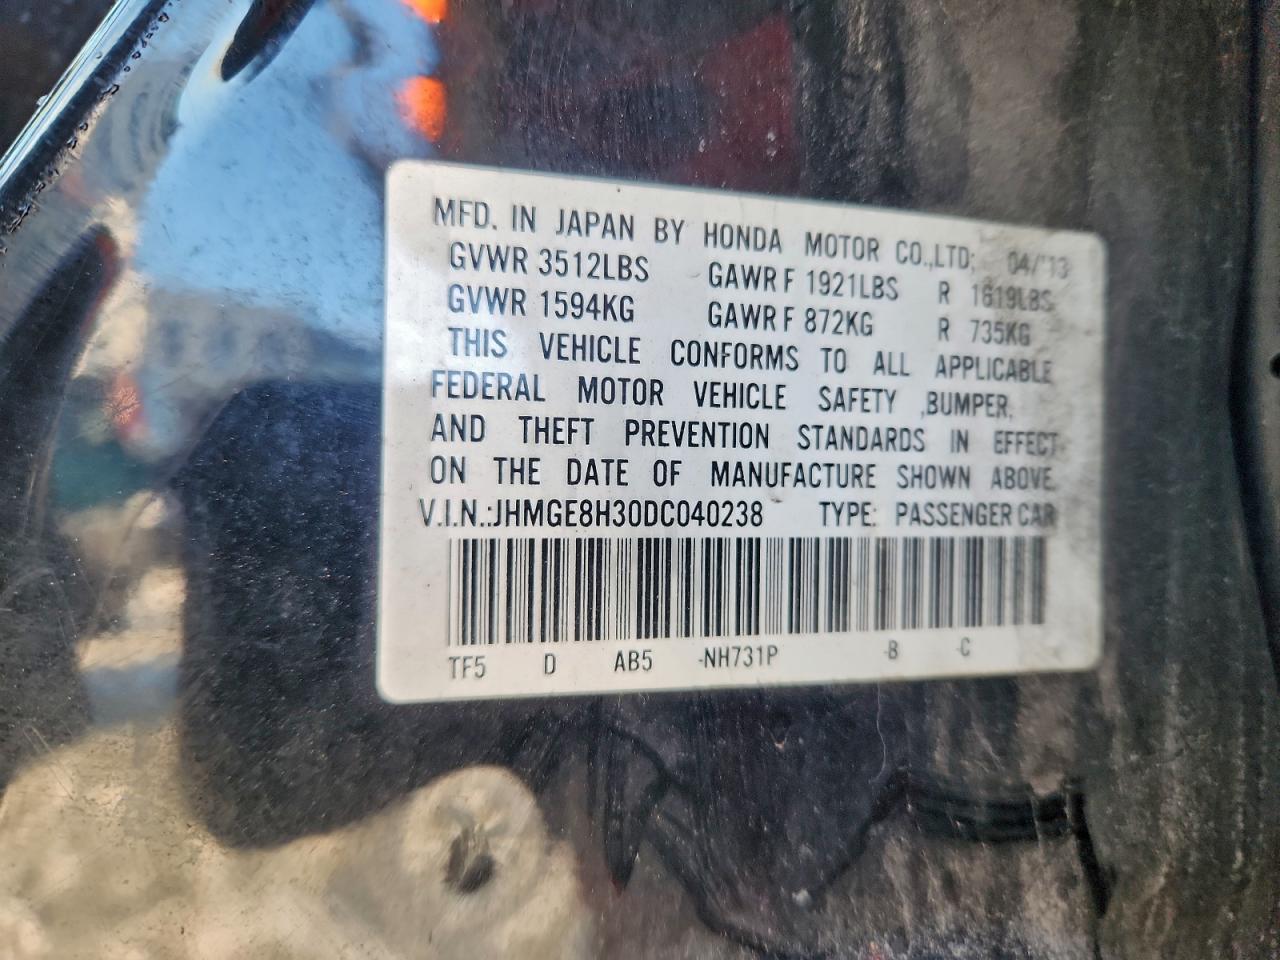 MFD. IN JAPAN BY HONDA MOTOR CO.,LTD; 04/'13
GVWR 3512LBS GAWR F 1921LBS R 1619LBS
GVWR 1594KG GAWR F 872KG R 735KG
THIS VEHICLE CONFORMS TO ALL APPLICABLE
FEDERAL MOTOR VEHICLE SAFETY ,BUMPER,
AND THEFT PREVENTION STANDARDS IN EFFECT
ON THE DATE OF MANUFACTURE SHOWN ABOVE.
V.I.N.:JHMGE8H30DC040238 TYPE: PASSENGER CAR
TF5 D AB5 -NH731P -B -C